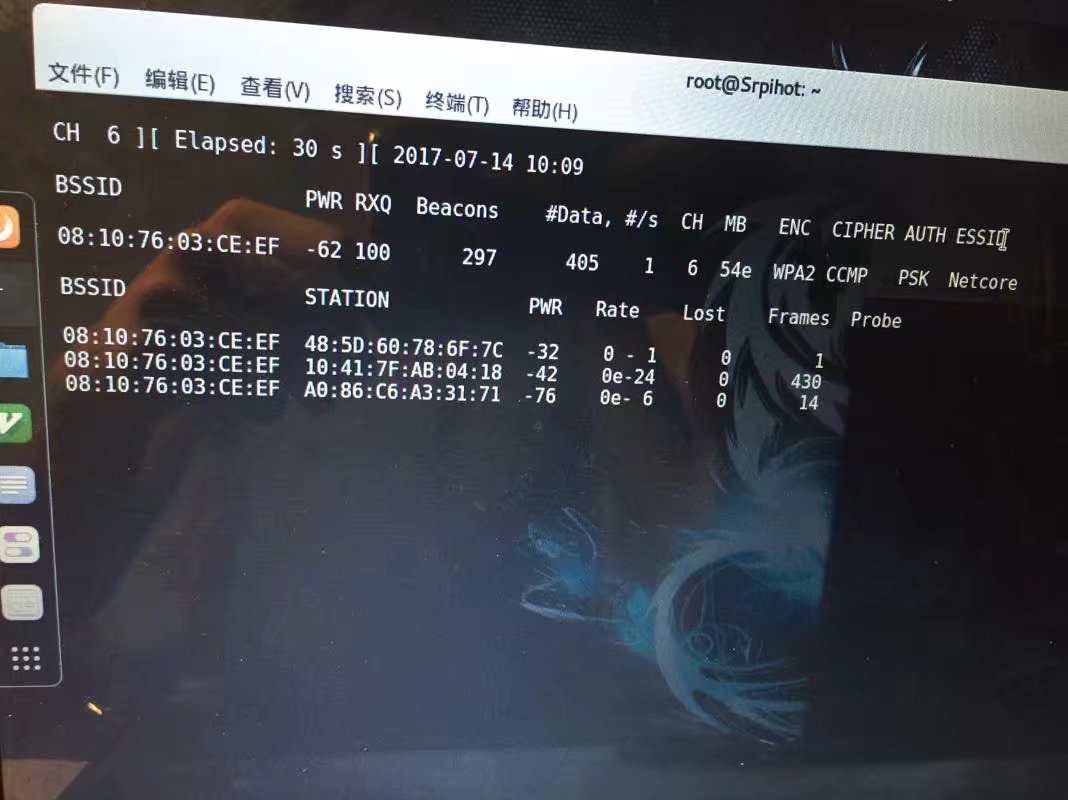 root@Srpihot: ~
文件(F) 编辑(E) 查看(V) 搜索(S) 终端(T) 帮助(H)
CH 6 ][ Elapsed: 30 s ][ 2017-07-14 10:09
BSSID PWR RXQ Beacons #Data, #/s CH MB ENC CIPHER AUTH ESSID
08:10:76:03:CE:EF -62 100 297 405 1 6 54e WPA2 CCMP PSK Netcore
BSSID STATION PWR Rate Lost Frames Probe
08:10:76:03:CE:EF 48:5D:60:78:6F:7C -32 0 - 1 0 1
08:10:76:03:CE:EF 10:41:7F:AB:04:18 -42 0e-24 0 430
08:10:76:03:CE:EF A0:86:C6:A3:31:71 -76 0e- 6 0 14